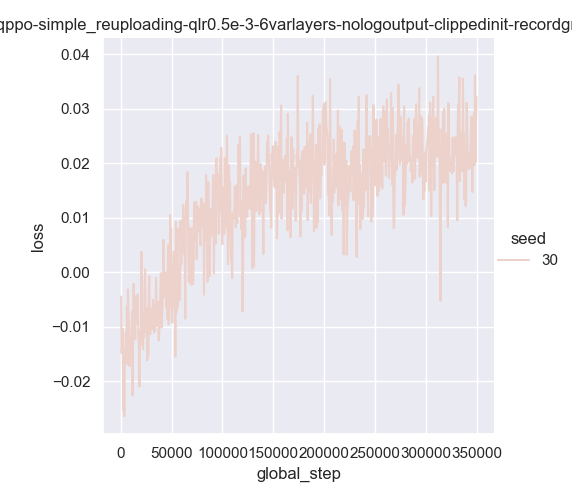 qppo-simple_reuploading-qlr0.5e-3-6varlayers-nologoutput-clippedinit-recordgr
0.04
0.03
0.02
0.01
0.00
−0.01
−0.02
loss
seed
30
0 50000 100000 150000 200000 250000 300000 350000
global_step